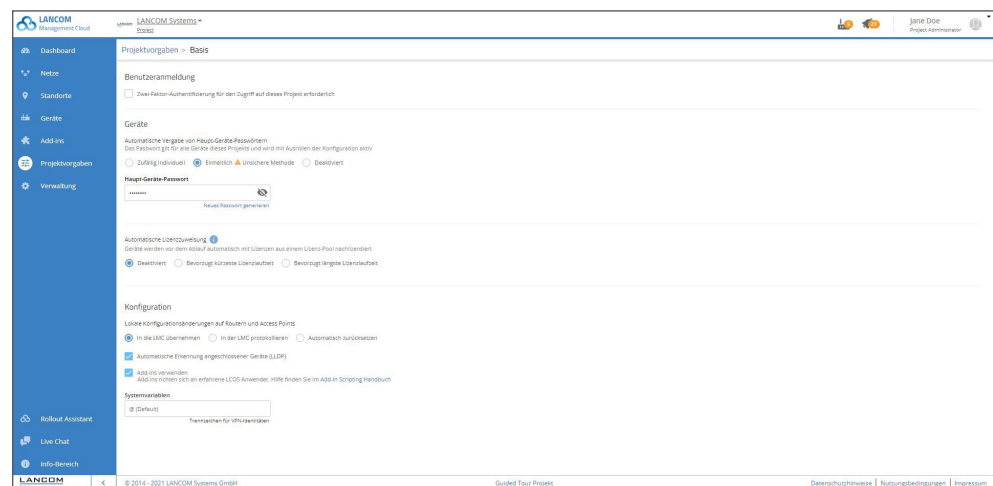 LANCOM
Management Cloud
LANCOM Systems
Project
Jane Doe
Project Administrator
Dashboard
Netze
Standorte
Geräte
Add-ins
Projektvorgaben
Verwaltung
Rollout Assistant
Live Chat
Info-Bereich
LANCOM
Projektvorgaben > Basis
Benutzeranmeldung
Zwei-Faktor-Authentifizierung für den Zugriff auf dieses Projekt erforderlich
Geräte
Automatische Vergabe von Haupt-Geräte-Passwörtern
Das Passwort gilt für alle Geräte dieses Projekts und wird mit Ausrollen der Konfiguration aktiv
Zufällig individuell Einheitlich Unsichere Methode Deaktiviert
Haupt-Geräte-Passwort
••••••••
Neues Passwort generieren
Automatische Lizenzzuweisung
Geräte werden vor dem Ablauf automatisch mit Lizenzen aus einem Lizenz-Pool nachlizenziert
Deaktiviert Bevorzugt kürzeste Lizenzlaufzeit Bevorzugt längste Lizenzlaufzeit
Konfiguration
Lokale Konfigurationsänderungen auf Routern und Access Points
In die LMC übernehmen In der LMC protokollieren Automatisch zurücksetzen
Automatische Erkennung angeschlossener Geräte (LLDP)
Add-ins verwenden
Add-ins richten sich an erfahrene LCOS Anwender. Hilfe finden Sie im Add-in Scripting Handbuch
Systemvariablen
@ (Default)
Trennzeichen für VPN-Identitäten
© 2014 - 2021 LANCOM Systems GmbH
Guided Tour Projekt
Datenschutzhinweise | Nutzungsbedingungen | Impressum